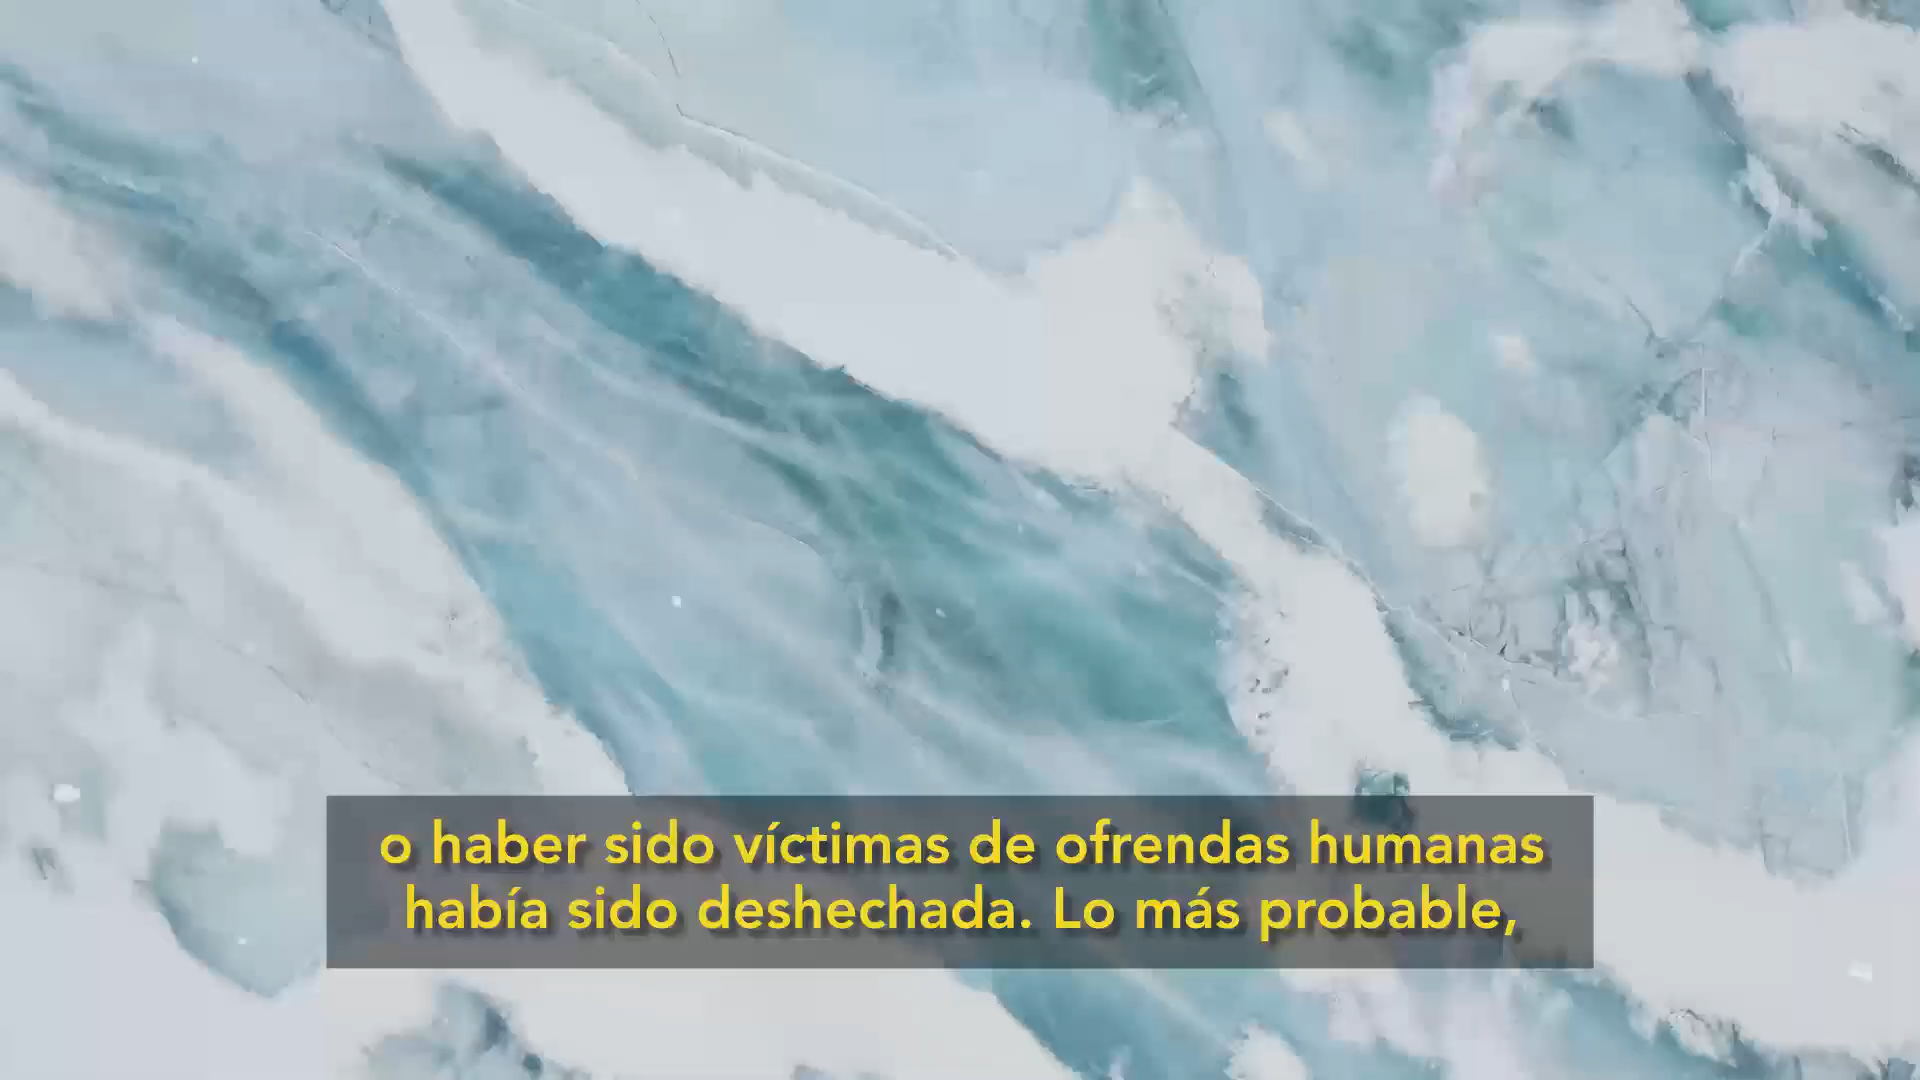 o haber sido víctimas de ofrendas humanas
había sido deshechada. Lo más probable,